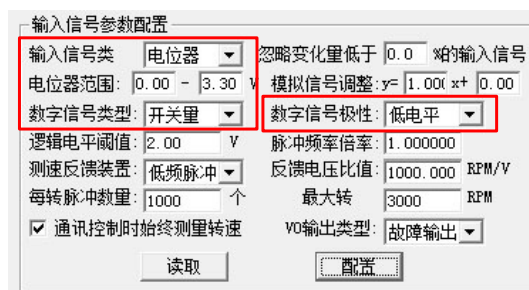 输入信号参数配置
输入信号类 电位器 忽略变化量低于 0.0 %的输入信号
电位器范围: 0.00 - 3.30 V 模拟信号调整: y= 1.00( x+ 0.00
数字信号类型: 开关量 数字信号极性: 低电平
逻辑电平阈值: 2.00 V 脉冲频率倍率: 1.000000
测速反馈装置: 低频脉冲 反馈电压比值: 1000.000 RPM/V
每转脉冲数量: 1000 个 最大转 3000 RPM
通讯控制时始终测量转速 VO输出类型: 故障输出
读取 配置